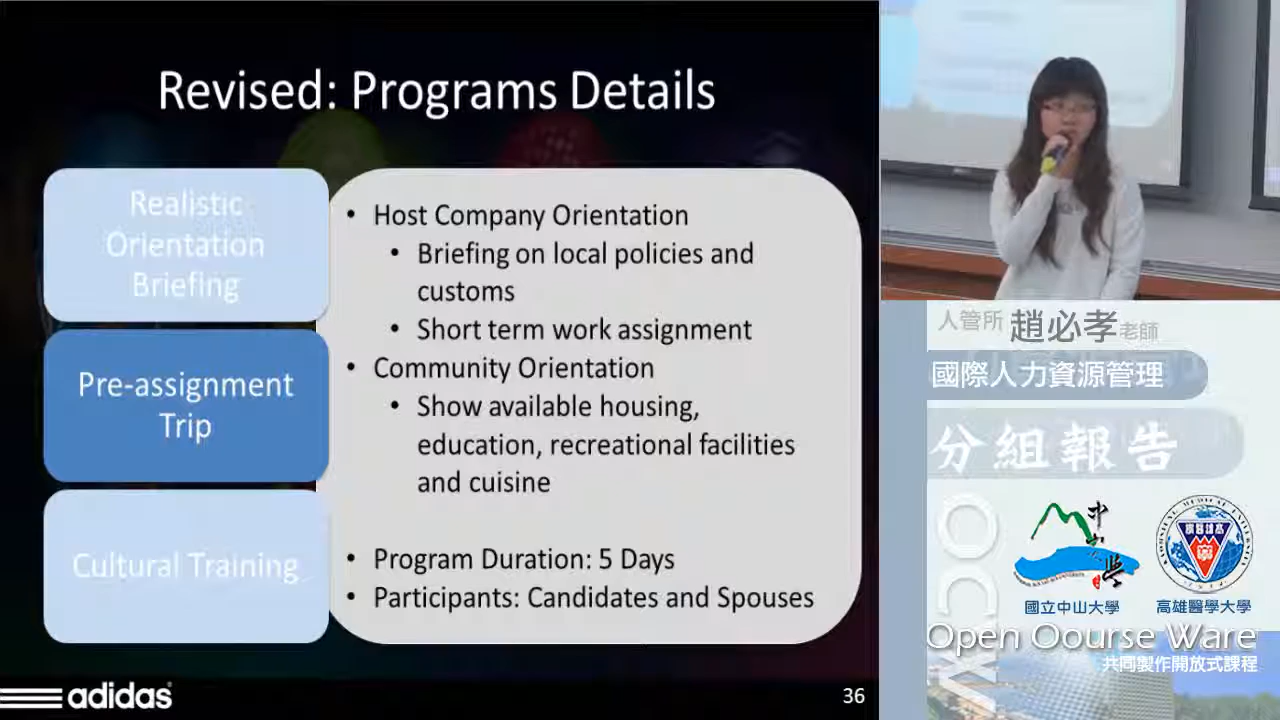 Revised: Programs Details
Realistic
Orientation
Briefing
Pre-assignment
Trip
Cultural Training
• Host Company Orientation
• Briefing on local policies and
customs
• Short term work assignment
• Community Orientation
• Show available housing,
education, recreational facilities
and cuisine
• Program Duration: 5 Days
• Participants: Candidates and Spouses
adidas
36
人管所 趙必孝老師
國際人力資源管理
分組報告
OCW
國立中山大學
高雄醫學大學
Open Oourse Ware
共同製作開放式課程